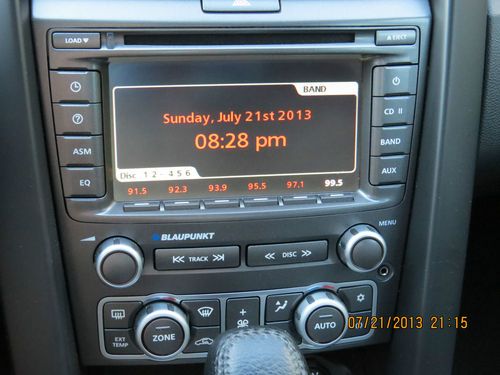 LOAD
EJECT
BAND
CD II
ASM
BAND
EQ
AUX
Sunday, July 21st 2013
08:28 pm
Disc 1 2 - 4 5 6
91.5 92.3 93.9 95.5 97.1 99.5
BLAUPUNKT
MENU
TRACK
DISC
EXT TEMP
ZONE
AUTO
07/21/2013 21:15